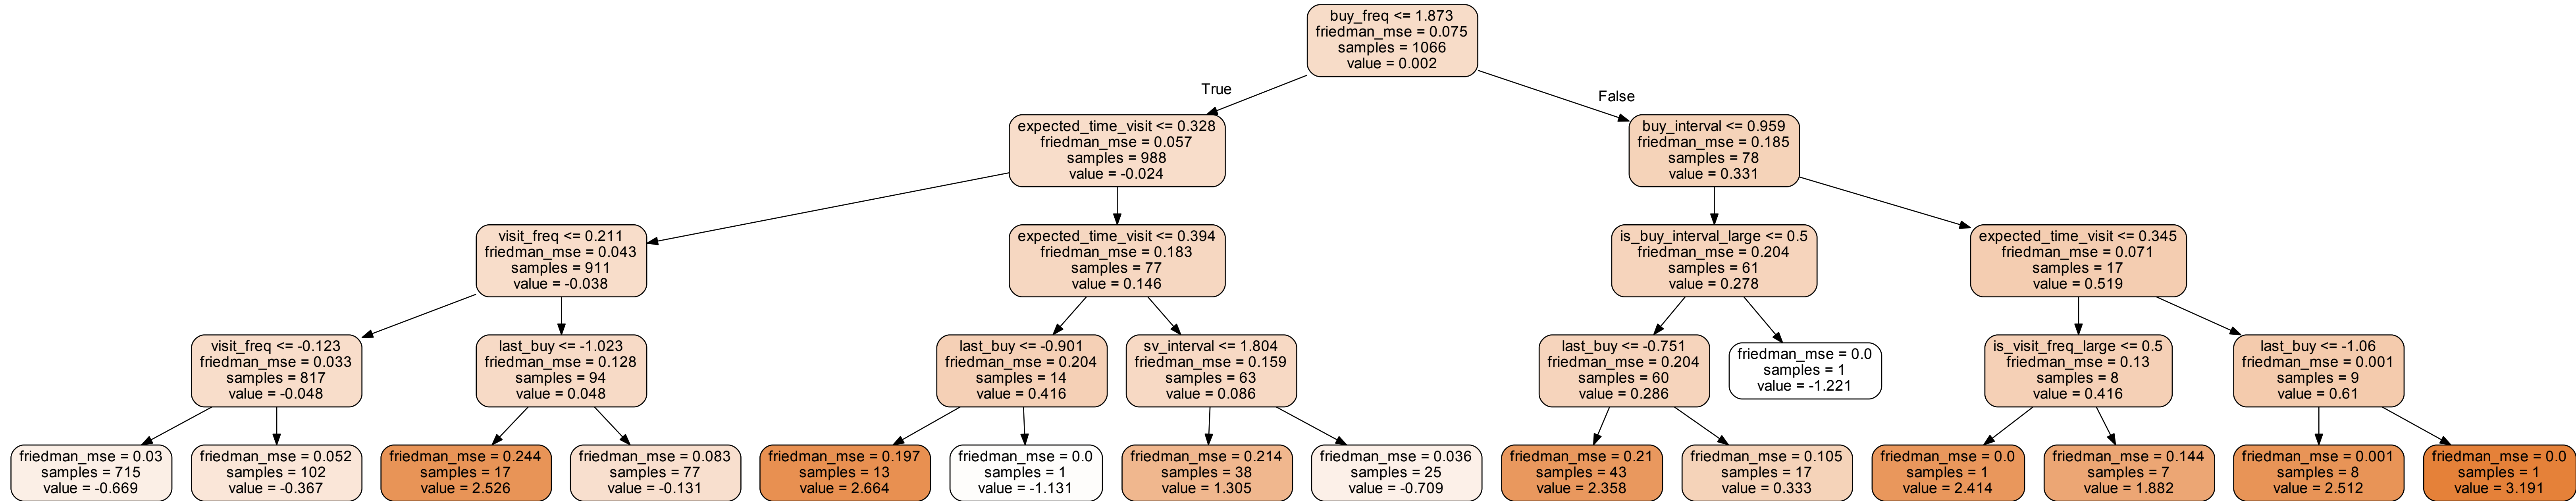 buy_freq <= 1.873
friedman_mse = 0.075
samples = 1066
value = 0.002
True
False
expected_time_visit <= 0.328
friedman_mse = 0.057
samples = 988
value = -0.024
buy_interval <= 0.959
friedman_mse = 0.185
samples = 78
value = 0.331
visit_freq <= 0.211
friedman_mse = 0.043
samples = 911
value = -0.038
expected_time_visit <= 0.394
friedman_mse = 0.183
samples = 77
value = 0.146
is_buy_interval_large <= 0.5
friedman_mse = 0.204
samples = 61
value = 0.278
expected_time_visit <= 0.345
friedman_mse = 0.071
samples = 17
value = 0.519
visit_freq <= -0.123
friedman_mse = 0.033
samples = 817
value = -0.048
last_buy <= -1.023
friedman_mse = 0.128
samples = 94
value = 0.048
last_buy <= -0.901
friedman_mse = 0.204
samples = 14
value = 0.416
sv_interval <= 1.804
friedman_mse = 0.159
samples = 63
value = 0.086
last_buy <= -0.751
friedman_mse = 0.204
samples = 60
value = 0.286
friedman_mse = 0.0
samples = 1
value = -1.221
is_visit_freq_large <= 0.5
friedman_mse = 0.13
samples = 8
value = 0.416
last_buy <= -1.06
friedman_mse = 0.001
samples = 9
value = 0.61
friedman_mse = 0.03
samples = 715
value = -0.669
friedman_mse = 0.052
samples = 102
value = -0.367
friedman_mse = 0.244
samples = 17
value = 2.526
friedman_mse = 0.083
samples = 77
value = -0.131
friedman_mse = 0.197
samples = 13
value = 2.664
friedman_mse = 0.0
samples = 1
value = -1.131
friedman_mse = 0.214
samples = 38
value = 1.305
friedman_mse = 0.036
samples = 25
value = -0.709
friedman_mse = 0.21
samples = 43
value = 2.358
friedman_mse = 0.105
samples = 17
value = 0.333
friedman_mse = 0.0
samples = 1
value = 2.414
friedman_mse = 0.144
samples = 7
value = 1.882
friedman_mse = 0.001
samples = 8
value = 2.512
friedman_mse = 0.0
samples = 1
value = 3.191